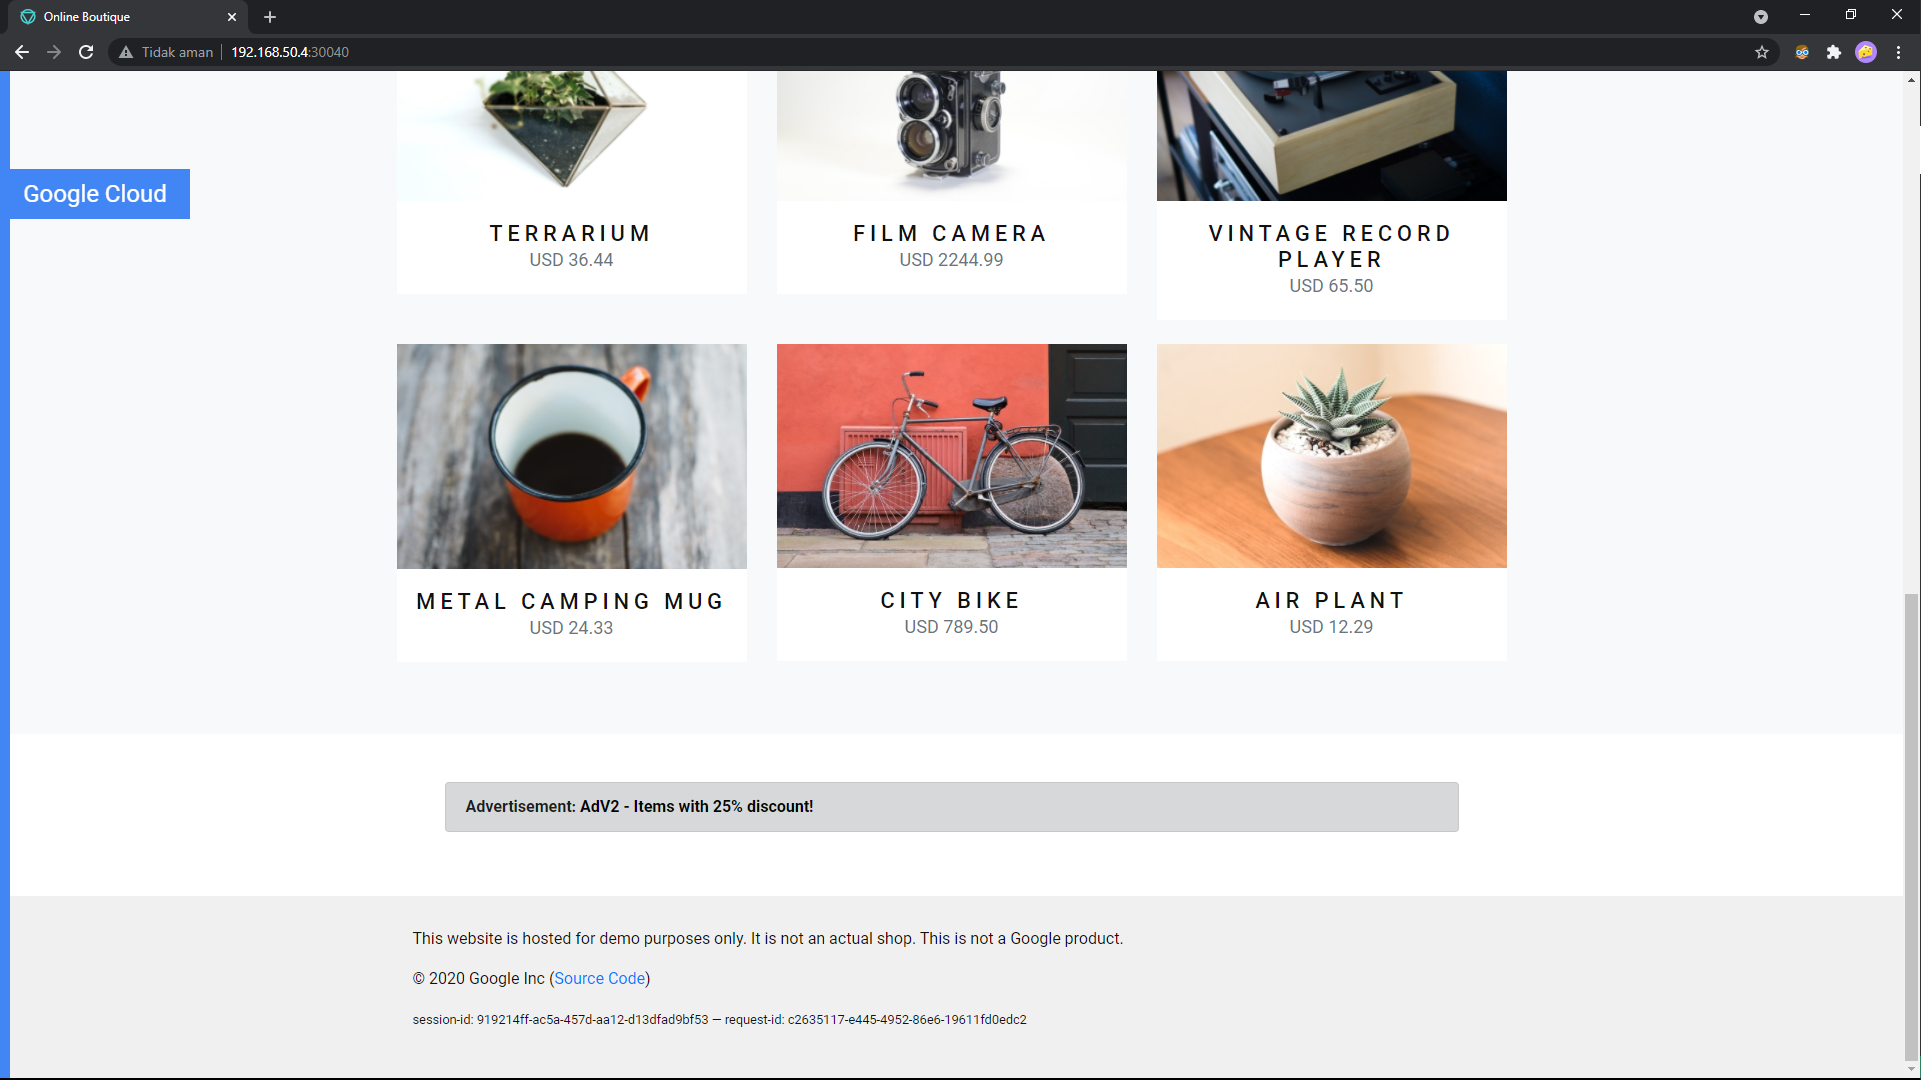 Online Boutique
Tidak aman 192.168.50.4:30040
Google Cloud
TERRARIUM
USD 36.44
FILM CAMERA
USD 2244.99
VINTAGE RECORD
PLAYER
USD 65.50
METAL CAMPING MUG
USD 24.33
CITY BIKE
USD 789.50
AIR PLANT
USD 12.29
Advertisement: AdV2 - Items with 25% discount!
This website is hosted for demo purposes only. It is not an actual shop. This is not a Google product.
© 2020 Google Inc (Source Code)
session-id: 919214ff-ac5a-457d-aa12-d13dfad9bf53 — request-id: c2635117-e445-4952-86e6-19611fd0edc2